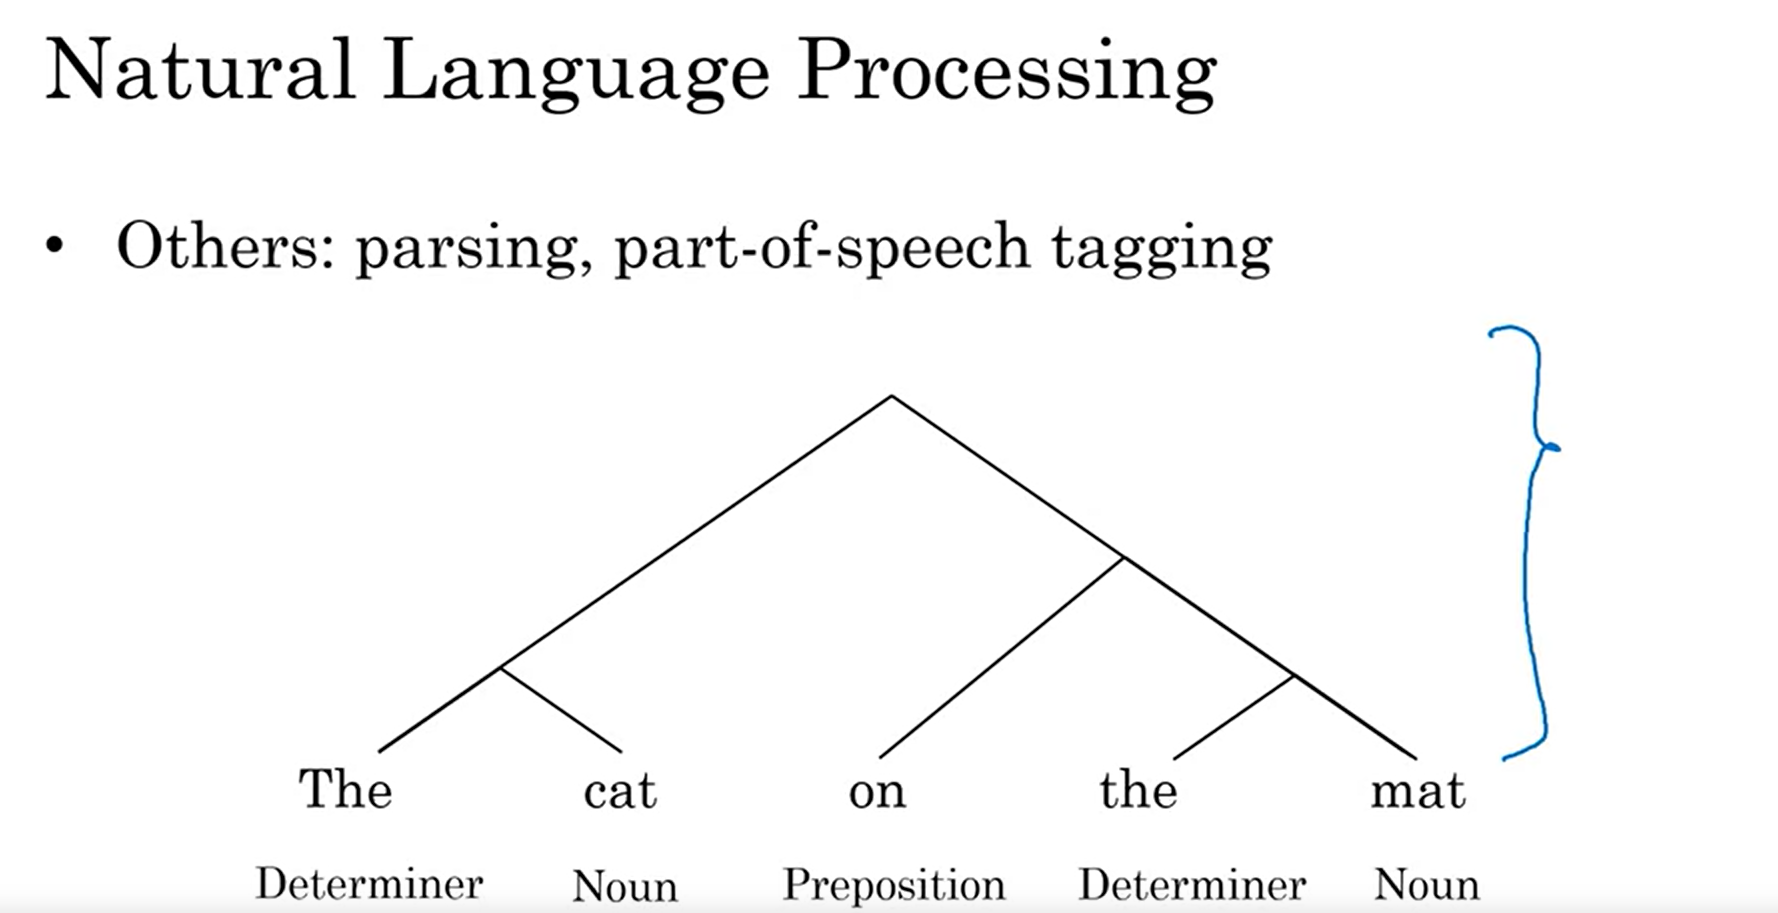 Natural Language Processing
• Others: parsing, part-of-speech tagging
The cat on the mat
Determiner Noun Preposition Determiner Noun